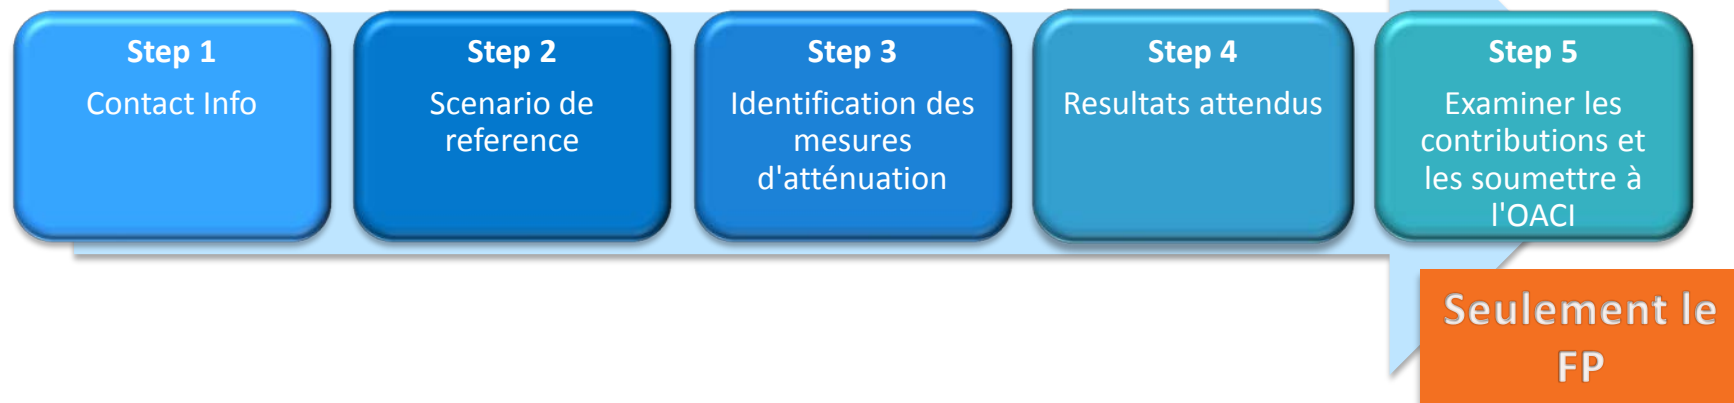 Step 1
Contact Info
Step 2
Scenario de
reference
Step 3
Identification des
mesures
d'atténuation
Step 4
Resultats attendus
Step 5
Examiner les
contributions et
les soumettre à
l'OACI
Seulement le
FP